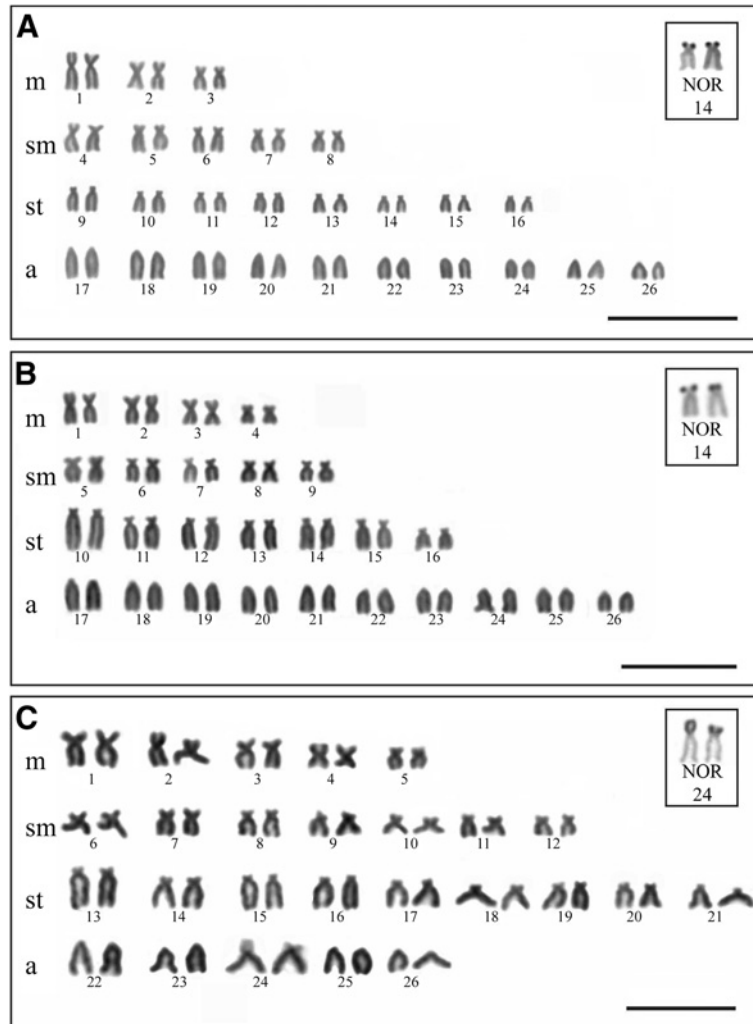 A
m 1 2 3
sm 4 5 6 7 8
st 9 10 11 12 13 14 15 16
a 17 18 19 20 21 22 23 24 25 26
NOR
14
B
m 1 2 3 4
sm 5 6 7 8 9
st 10 11 12 13 14 15 16
a 17 18 19 20 21 22 23 24 25 26
NOR
14
C
m 1 2 3 4 5
sm 6 7 8 9 10 11 12
st 13 14 15 16 17 18 19 20 21
a 22 23 24 25 26
NOR
24